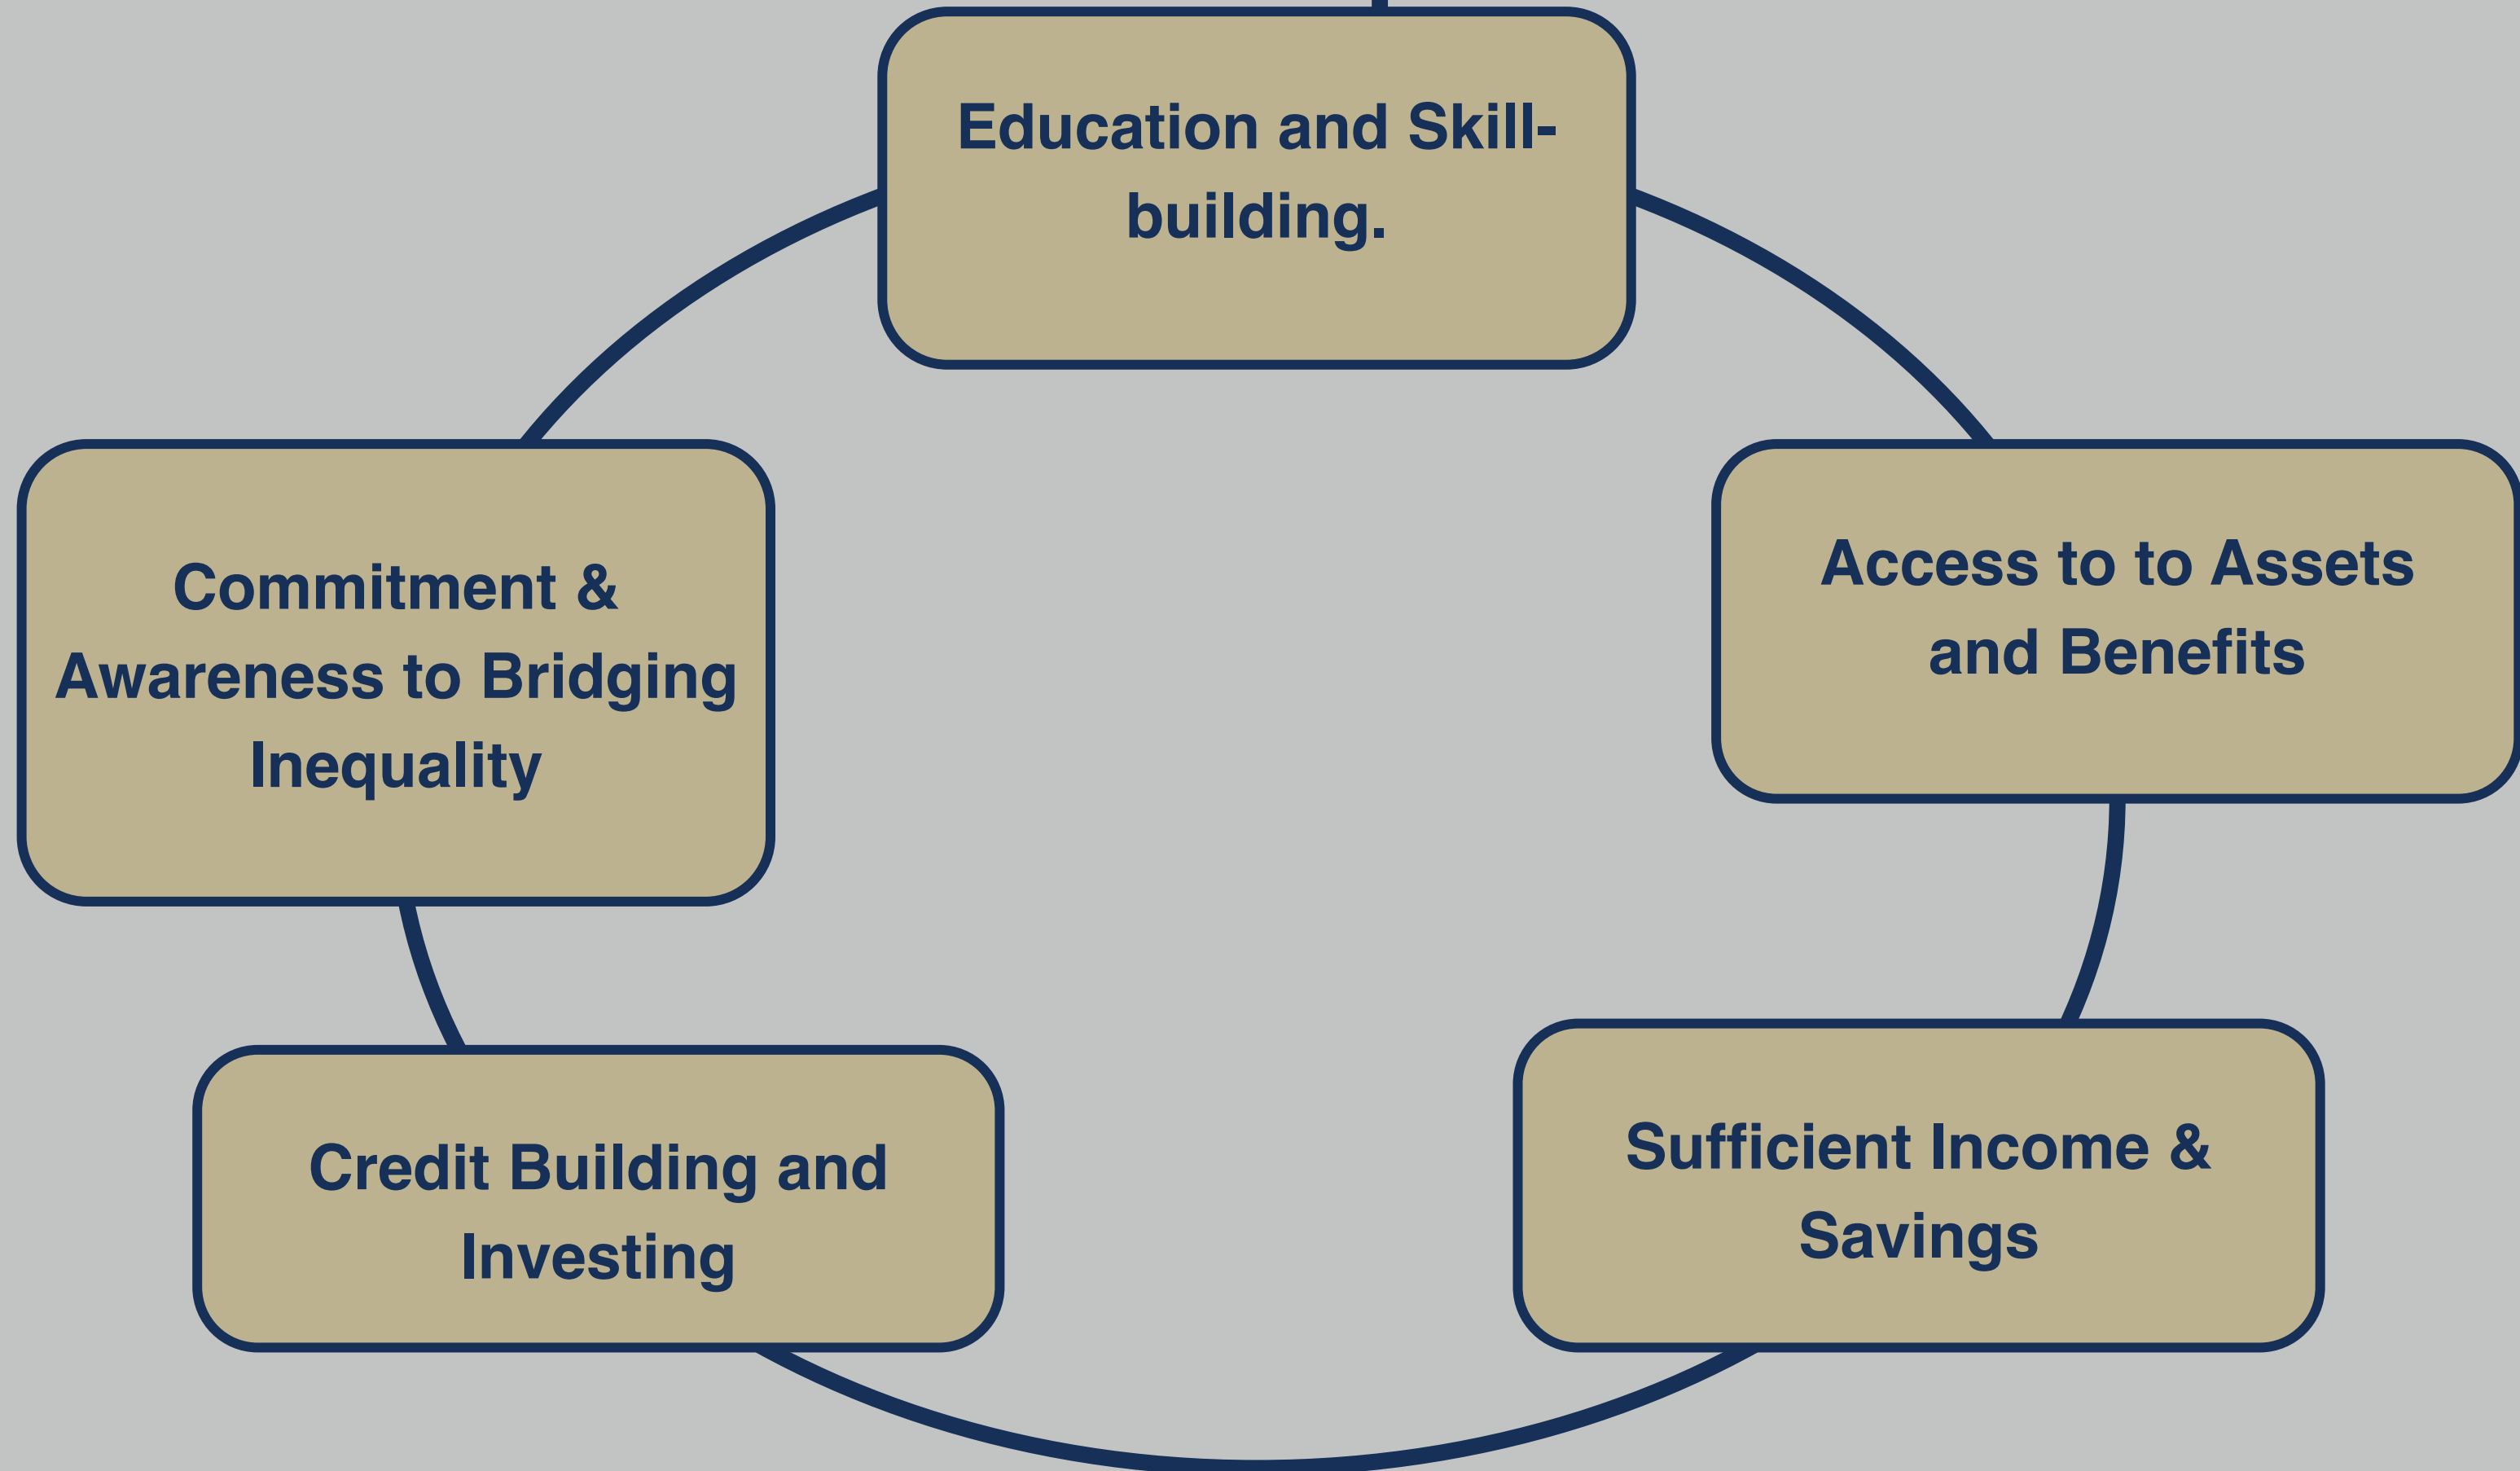 Education and Skill-
building.
Commitment &
Awareness to Bridging
Inequality
Access to to Assets
and Benefits
Credit Building and
Investing
Sufficient Income &
Savings